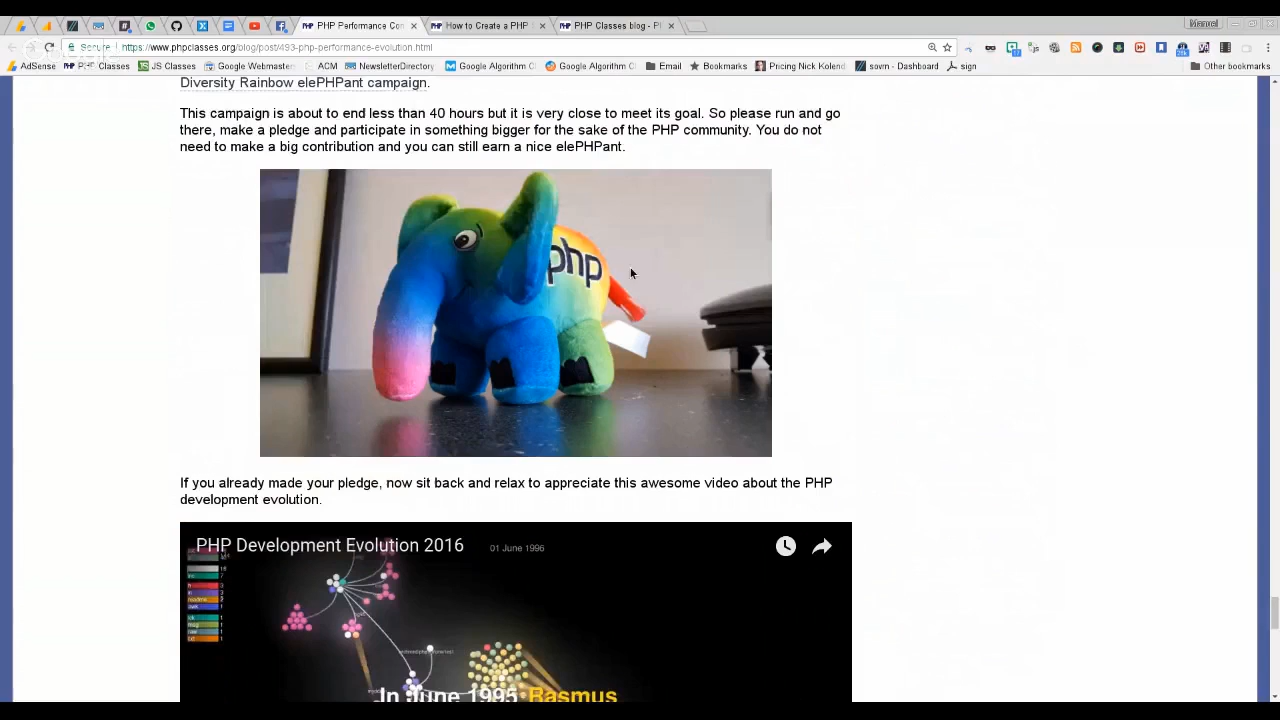 PHP Performance Con
How to Create a PHP
PHP Classes blog - P
Manuel
Secure
https://www.phpclasses.org/blog/post/493-php-performance-evolution.html
AdSense
PHP Classes
JS Classes
Google Webmaster
ACM
NewsletterDirectory
Google Algorithm C
Google Algorithm C
Email
Bookmarks
Pricing Nick Kolend
sovrn - Dashboard
sign
Other bookmarks
Diversity Rainbow elePHPant campaign.
This campaign is about to end less than 40 hours but it is very close to meet its goal. So please run and go
there, make a pledge and participate in something bigger for the sake of the PHP community. You do not
need to make a big contribution and you can still earn a nice elePHPant.
php
If you already made your pledge, now sit back and relax to appreciate this awesome video about the PHP
development evolution.
PHP Development Evolution 2016
01 June 1996
In June 1995 Rasmus